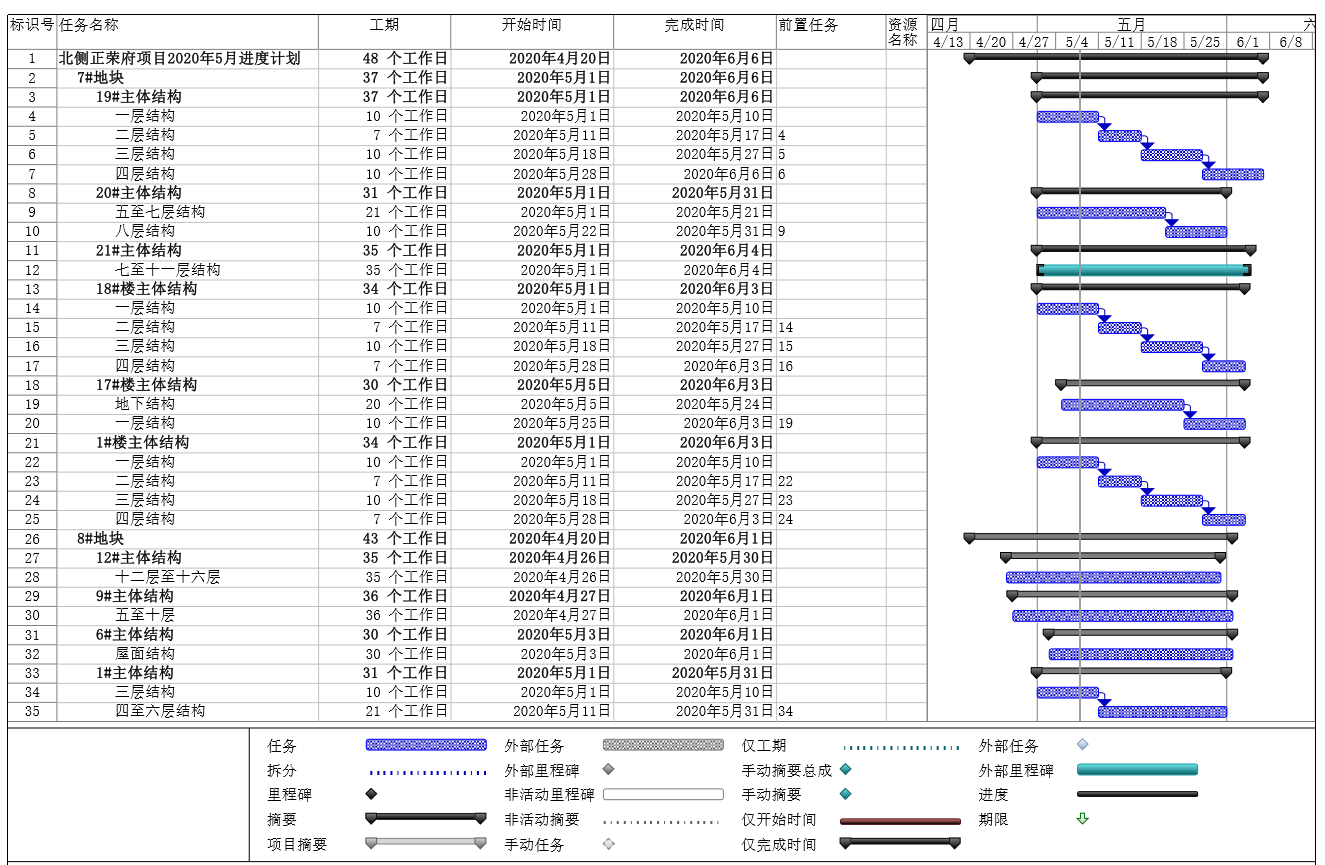 标识号 任务名称 工期 开始时间 完成时间 前置任务 资源名称 四月 五月 六
4/13 4/20 4/27 5/4 5/11 5/18 5/25 6/1 6/8
1 北侧正荣府项目2020年5月进度计划 48 个工作日 2020年4月20日 2020年6月6日
2 7#地块 37 个工作日 2020年5月1日 2020年6月6日
3 19#主体结构 37 个工作日 2020年5月1日 2020年6月6日
4 一层结构 10 个工作日 2020年5月1日 2020年5月10日
5 二层结构 7 个工作日 2020年5月11日 2020年5月17日 4
6 三层结构 10 个工作日 2020年5月18日 2020年5月27日 5
7 四层结构 10 个工作日 2020年5月28日 2020年6月6日 6
8 20#主体结构 31 个工作日 2020年5月1日 2020年5月31日
9 五至七层结构 21 个工作日 2020年5月1日 2020年5月21日
10 八层结构 10 个工作日 2020年5月22日 2020年5月31日 9
11 21#主体结构 35 个工作日 2020年5月1日 2020年6月4日
12 七至十一层结构 35 个工作日 2020年5月1日 2020年6月4日
13 18#楼主体结构 34 个工作日 2020年5月1日 2020年6月3日
14 一层结构 10 个工作日 2020年5月1日 2020年5月10日
15 二层结构 7 个工作日 2020年5月11日 2020年5月17日 14
16 三层结构 10 个工作日 2020年5月18日 2020年5月27日 15
17 四层结构 7 个工作日 2020年5月28日 2020年6月3日 16
18 17#楼主体结构 30 个工作日 2020年5月5日 2020年6月3日
19 地下结构 20 个工作日 2020年5月5日 2020年5月24日
20 一层结构 10 个工作日 2020年5月25日 2020年6月3日 19
21 1#楼主体结构 34 个工作日 2020年5月1日 2020年6月3日
22 一层结构 10 个工作日 2020年5月1日 2020年5月10日
23 二层结构 7 个工作日 2020年5月11日 2020年5月17日 22
24 三层结构 10 个工作日 2020年5月18日 2020年5月27日 23
25 四层结构 7 个工作日 2020年5月28日 2020年6月3日 24
26 8#地块 43 个工作日 2020年4月20日 2020年6月1日
27 12#主体结构 35 个工作日 2020年4月26日 2020年5月30日
28 十二层至十六层 35 个工作日 2020年4月26日 2020年5月30日
29 9#主体结构 36 个工作日 2020年4月27日 2020年6月1日
30 五至十层 36 个工作日 2020年4月27日 2020年6月1日
31 6#主体结构 30 个工作日 2020年5月3日 2020年6月1日
32 屋面结构 30 个工作日 2020年5月3日 2020年6月1日
33 1#主体结构 31 个工作日 2020年5月1日 2020年5月31日
34 三层结构 10 个工作日 2020年5月1日 2020年5月10日
35 四至六层结构 21 个工作日 2020年5月11日 2020年5月31日 34
任务 外部任务 仅工期 外部任务
拆分 外部里程碑 手动摘要总成 外部里程碑
里程碑 非活动里程碑 手动摘要 进度
摘要 非活动摘要 仅开始时间 期限
项目摘要 手动任务 仅完成时间